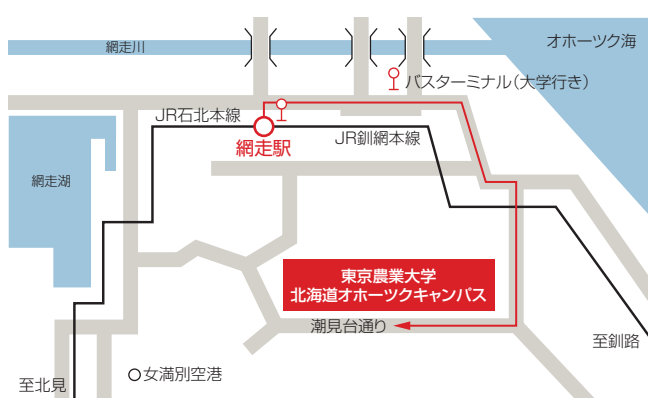 網走川
オホーツク海
バスターミナル(大学行き)
JR石北本線
網走駅
JR釧網本線
網走湖
東京農業大学
北海道オホーツクキャンパス
潮見台通り
至釧路
女満別空港
至北見